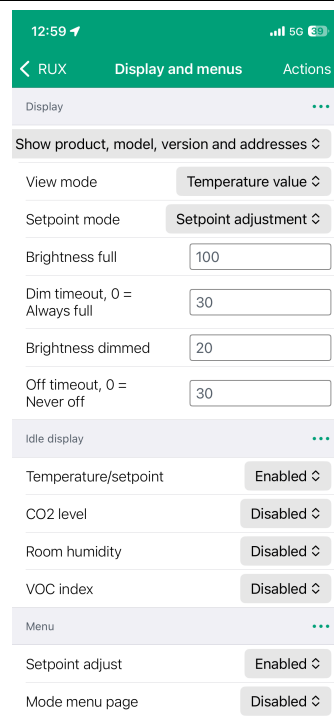 12:59 5G 39
RUX Display and menus Actions
Display
Show product, model, version and addresses
View mode Temperature value
Setpoint mode Setpoint adjustment
Brightness full 100
Dim timeout, 0 = 30
Always full
Brightness dimmed 20
Off timeout, 0 = 30
Never off
Idle display
Temperature/setpoint Enabled
CO2 level Disabled
Room humidity Disabled
VOC index Disabled
Menu
Setpoint adjust Enabled
Mode menu page Disabled